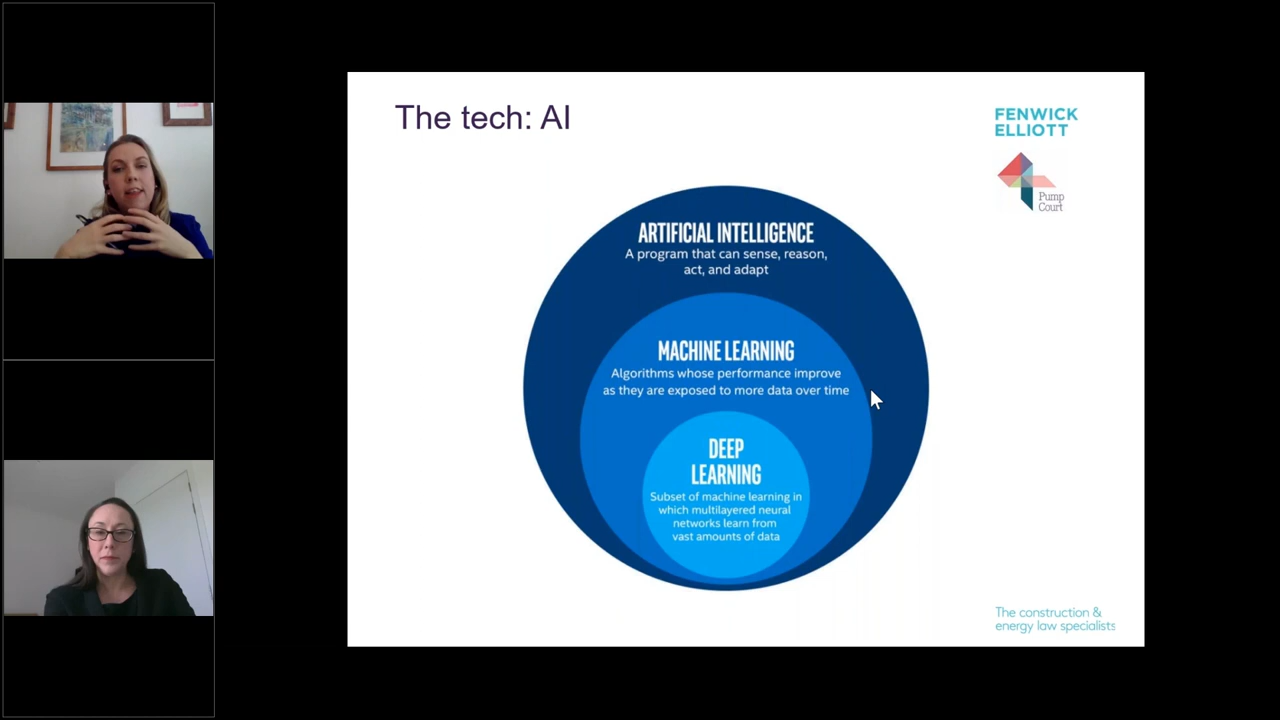 The tech: AI
FENWICK
ELLIOTT
Pump
Court
ARTIFICIAL INTELLIGENCE
A program that can sense, reason,
act, and adapt
MACHINE LEARNING
Algorithms whose performance improve
as they are exposed to more data over time
DEEP
LEARNING
Subset of machine learning in
which multilayered neural
networks learn from
vast amounts of data
The construction &
energy law specialists